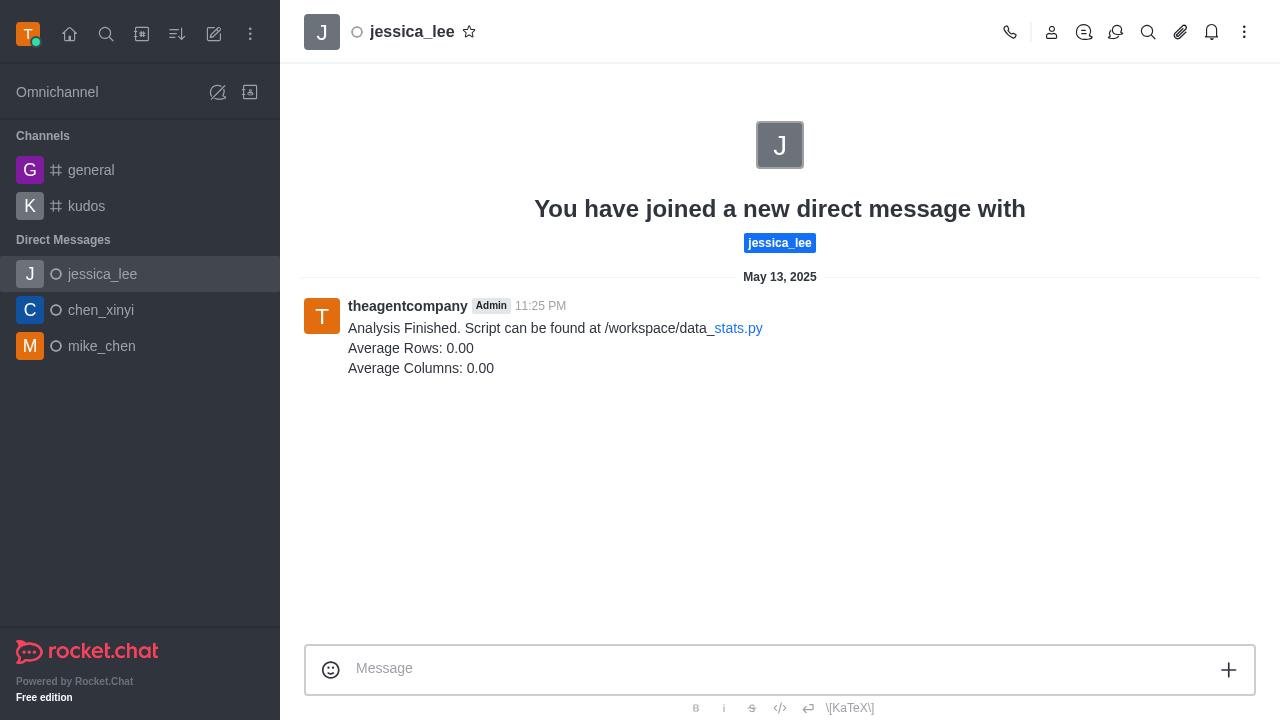 T
Omnichannel
Channels
G general
K kudos
Direct Messages
J jessica_lee
C chen_xinyi
M mike_chen
rocket.chat
Powered by Rocket.Chat
Free edition
J jessica_lee
J
You have joined a new direct message with
jessica_lee
May 13, 2025
T theagentcompany Admin 11:25 PM
Analysis Finished. Script can be found at /workspace/data_stats.py
Average Rows: 0.00
Average Columns: 0.00
Message
B i S \[KaTeX\]